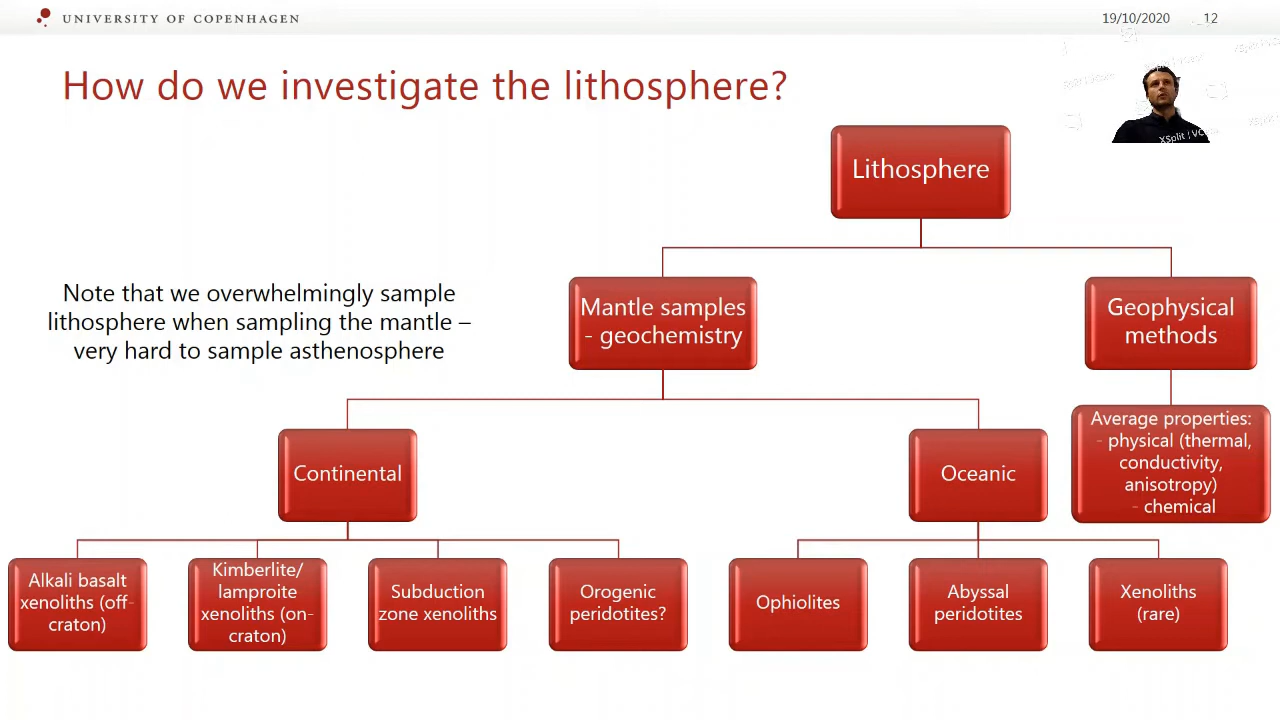 UNIVERSITY OF COPENHAGEN
19/10/2020
12
How do we investigate the lithosphere?
XSplit / VC
Lithosphere
Note that we overwhelmingly sample
lithosphere when sampling the mantle –
very hard to sample asthenosphere
Mantle samples
- geochemistry
Geophysical
methods
Average properties:
- physical (thermal,
conductivity,
anisotropy)
- chemical
Continental
Oceanic
Alkali basalt
xenoliths (off-
craton)
Kimberlite/
lamproite
xenoliths (on-
craton)
Subduction
zone xenoliths
Orogenic
peridotites?
Ophiolites
Abyssal
peridotites
Xenoliths
(rare)